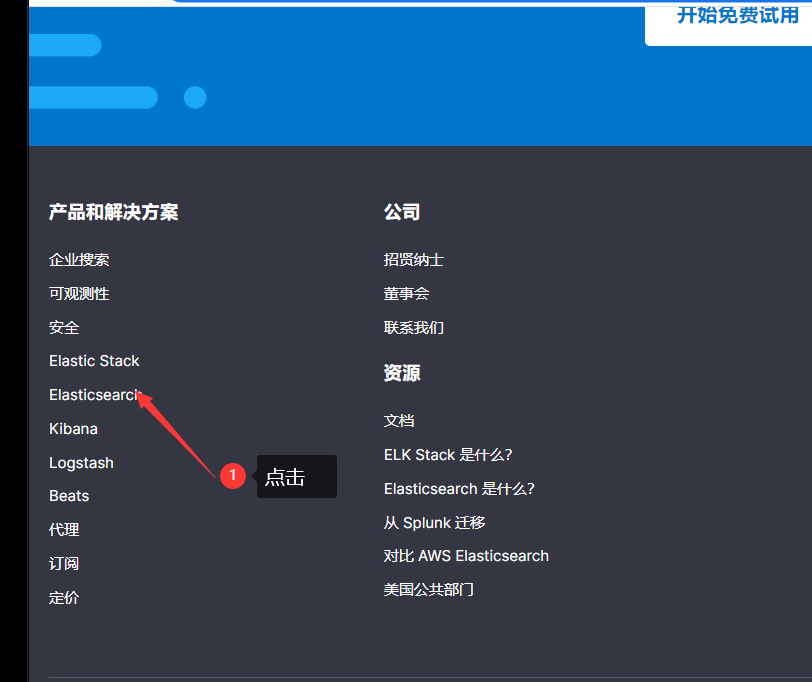 开始免费试用
产品和解决方案
企业搜索
可观测性
安全
Elastic Stack
Elasticsearch
Kibana
Logstash
Beats
代理
订阅
定价
1
点击
公司
招贤纳士
董事会
联系我们
资源
文档
ELK Stack 是什么?
Elasticsearch 是什么?
从 Splunk 迁移
对比 AWS Elasticsearch
美国公共部门